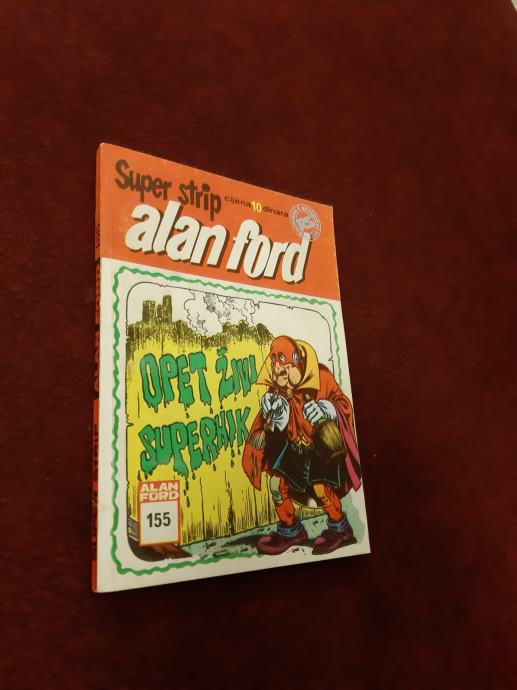 Super strip
cijena 10 dinara
alan ford
OPET ŽIVI
SUPERHIK
ALAN
FORD
155